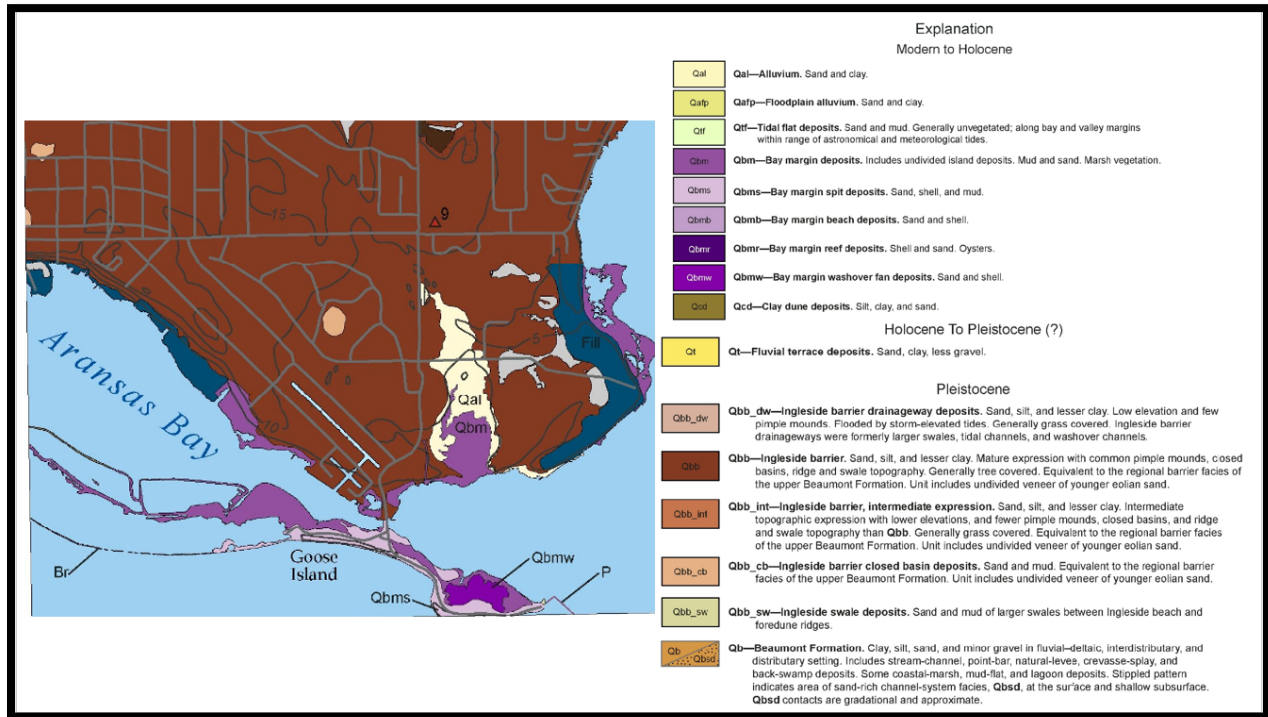 15
9
5
Fill
Aransas Bay
10
Qal
Qbm
Goose
Island
Br
Qbmw
P
Qbms
Explanation
Modern to Holocene
Qal
Qal—Alluvium. Sand and clay.
Qafp
Qafp—Floodplain alluvium. Sand and clay.
Qtf
Qtf—Tidal flat deposits. Sand and mud. Generally unvegetated; along bay and valley margins
within range of astronomical and meteorological tides.
Qbm
Qbm—Bay margin deposits. Includes undivided island deposits. Mud and sand. Marsh vegetation.
Qbms
Qbms—Bay margin spit deposits. Sand, shell, and mud.
Qbmb
Qbmb—Bay margin beach deposits. Sand and shell.
Qbmr
Qbmr—Bay margin reef deposits. Shell and sand. Oysters.
Qbmw
Qbmw—Bay margin washover fan deposits. Sand and shell.
Qcd
Qcd—Clay dune deposits. Silt, clay, and sand.
Holocene To Pleistocene (?)
Qt
Qt—Fluvial terrace deposits. Sand, clay, less gravel.
Pleistocene
Qbb_dw
Qbb_dw—Ingleside barrier drainageway deposits. Sand, silt, and lesser clay. Low elevation and few
pimple mounds. Flooded by storm-elevated tides. Generally grass covered. Ingleside barrier
drainageways were formerly larger swales, tidal channels, and washover channels.
Qbb
Qbb—Ingleside barrier. Sand, silt, and lesser clay. Mature expression with common pimple mounds, closed
basins, ridge and swale topography. Generally tree covered. Equivalent to the regional barrier facies of
the upper Beaumont Formation. Unit includes undivided veneer of younger eolian sand.
Qbb_int
Qbb_int—Ingleside barrier, intermediate expression. Sand, silt, and lesser clay. Intermediate
topographic expression with lower elevations, and fewer pimple mounds, closed basins, and ridge
and swale topography than Qbb. Generally grass covered. Equivalent to the regional barrier facies
of the upper Beaumont Formation. Unit includes undivided veneer of younger eolian sand.
Qbb_cb
Qbb_cb—Ingleside barrier closed basin deposits. Sand and mud. Equivalent to the regional barrier
facies of the upper Beaumont Formation. Unit includes undivided veneer of younger eolian sand.
Qbb_sw
Qbb_sw—Ingleside swale deposits. Sand and mud of larger swales between Ingleside beach and
foredune ridges.
Qb
Qbsd
Qb—Beaumont Formation. Clay, silt, sand, and minor gravel in fluvial–deltaic, interdistributary, and
distributary setting. Includes stream-channel, point-bar, natural-levee, crevasse-splay, and
back-swamp deposits. Some coastal-marsh, mud-flat, and lagoon deposits. Stippled pattern
indicates area of sand-rich channel-system facies, Qbsd, at the surface and shallow subsurface.
Qbsd contacts are gradational and approximate.